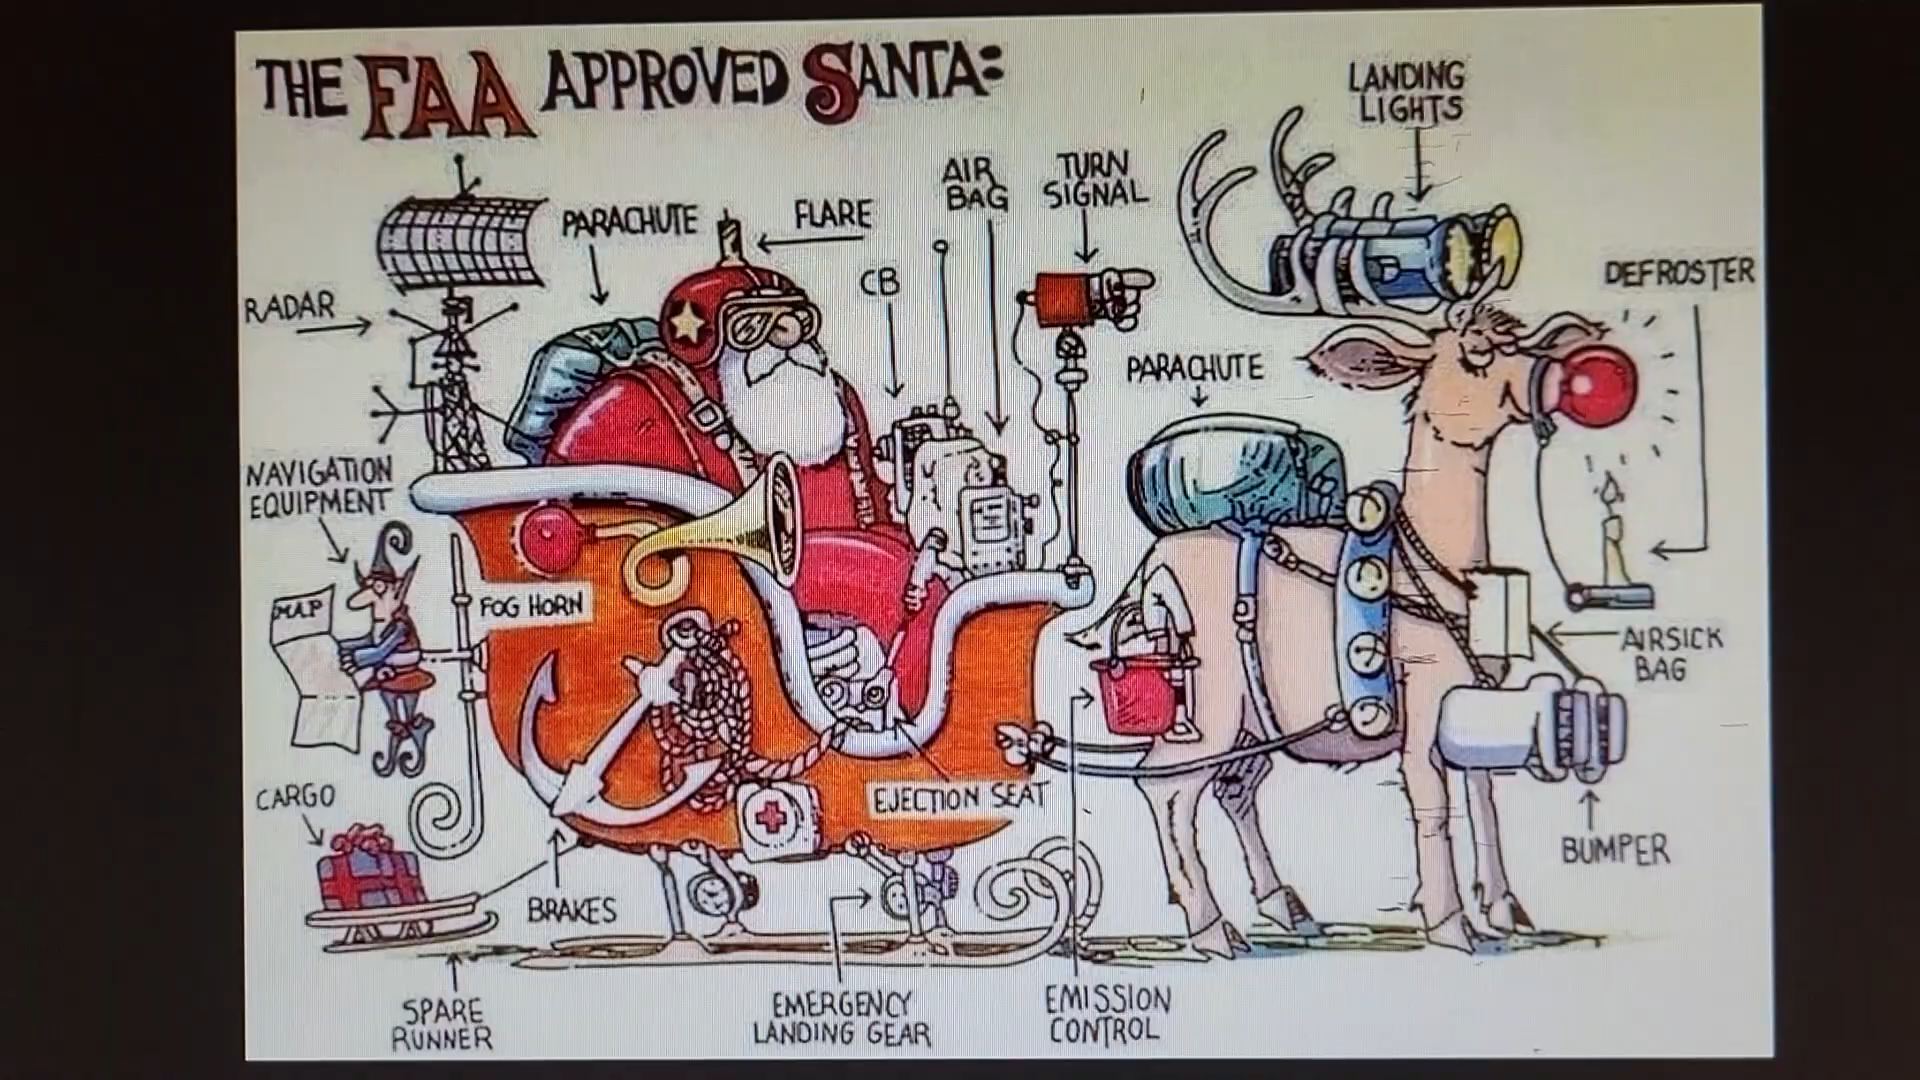 THE FAA APPROVED SANTA:
LANDING
LIGHTS
AIR
BAG
TURN
SIGNAL
PARACHUTE
FLARE
CB
DEFROSTER
RADAR
PARACHUTE
NAVIGATION
EQUIPMENT
MAP
FOG HORN
AIRSICK
BAG
CARGO
EJECTION SEAT
BUMPER
BRAKES
SPARE
RUNNER
EMERGENCY
LANDING GEAR
EMISSION
CONTROL